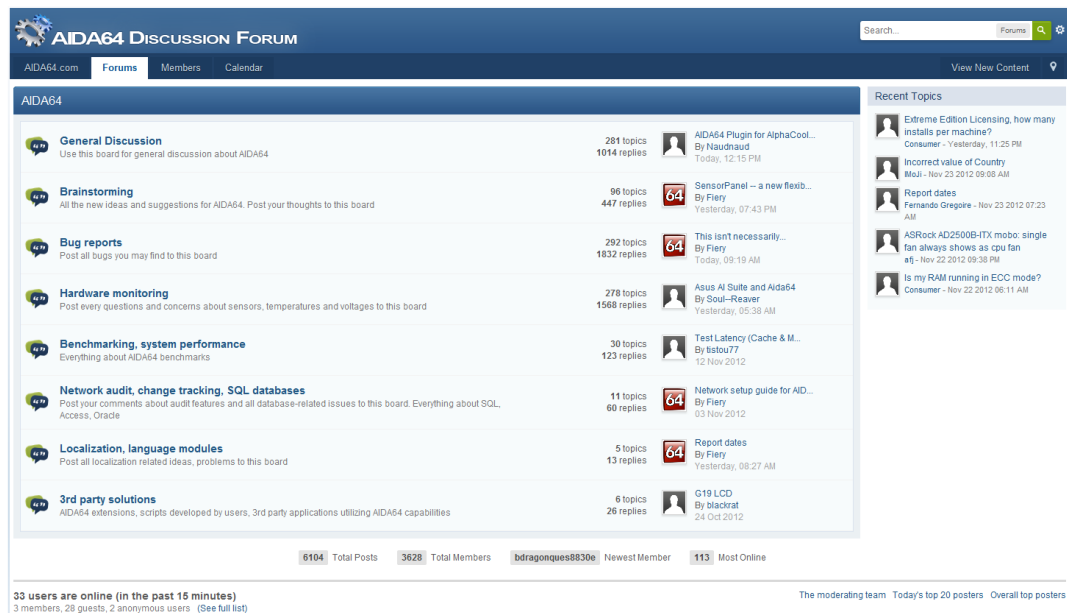 AIDA64 DISCUSSION FORUM
Search... Forums
AIDA64.com Forums Members Calendar View New Content
AIDA64
General Discussion
Use this board for general discussion about AIDA64
281 topics
1014 replies
AIDA64 Plugin for AlphaCool...
By Naudnaud
Today, 12:15 PM
Brainstorming
All the new ideas and suggestions for AIDA64. Post your thoughts to this board
96 topics
447 replies
SensorPanel -- a new flexib...
By Fiery
Yesterday, 07:43 PM
Bug reports
Post all bugs you may find to this board
292 topics
1832 replies
64
This isn't necessarily...
By Fiery
Today, 09:19 AM
Hardware monitoring
Post every questions and concerns about sensors, temperatures and voltages to this board
278 topics
1568 replies
Asus AI Suite and Aida64
By Soul--Reaver
Yesterday, 05:38 AM
Benchmarking, system performance
Everything about AIDA64 benchmarks
30 topics
123 replies
Test Latency (Cache & M...
By tistou77
12 Nov 2012
Network audit, change tracking, SQL databases
Post your comments about audit features and all database-related issues to this board. Everything about SQL,
Access, Oracle
11 topics
60 replies
64
Network setup guide for AID...
By Fiery
03 Nov 2012
Localization, language modules
Post all localization related ideas, problems to this board
5 topics
13 replies
64
Report dates
By Fiery
Yesterday, 08:27 AM
3rd party solutions
AIDA64 extensions, scripts developed by users, 3rd party applications utilizing AIDA64 capabilities
6 topics
26 replies
G19 LCD
By blackrat
24 Oct 2012
Recent Topics
Extreme Edition Licensing, how many
installs per machine?
Consumer - Yesterday, 11:25 PM
Incorrect value of Country
MoJi - Nov 23 2012 09:08 AM
Report dates
Fernando Gregoire - Nov 23 2012 07:23
AM
ASRock AD2500B-ITX mobo: single
fan always shows as cpu fan
afj - Nov 22 2012 09:38 PM
Is my RAM running in ECC mode?
Consumer - Nov 22 2012 06:11 AM
6104 Total Posts 3628 Total Members bdragonques8830e Newest Member 113 Most Online
33 users are online (in the past 15 minutes)
3 members, 28 guests, 2 anonymous users (See full list)
The moderating team Today's top 20 posters Overall top posters